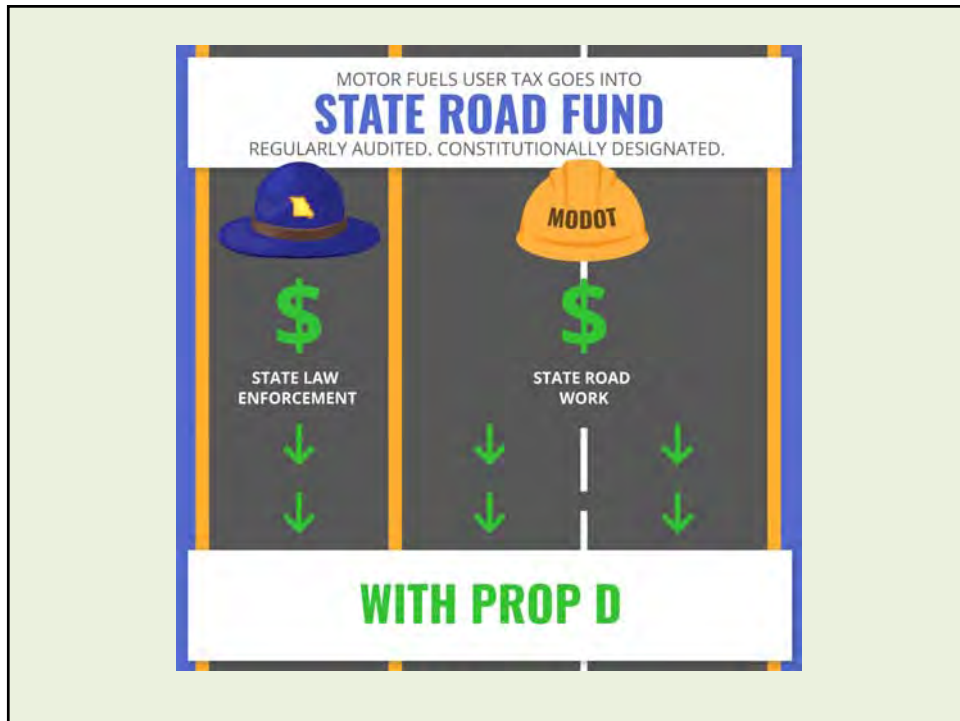 MOTOR FUELS USER TAX GOES INTO
STATE ROAD FUND
REGULARLY AUDITED. CONSTITUTIONALLY DESIGNATED.
MODOT
$
$
STATE LAW
ENFORCEMENT
STATE ROAD
WORK
WITH PROP D